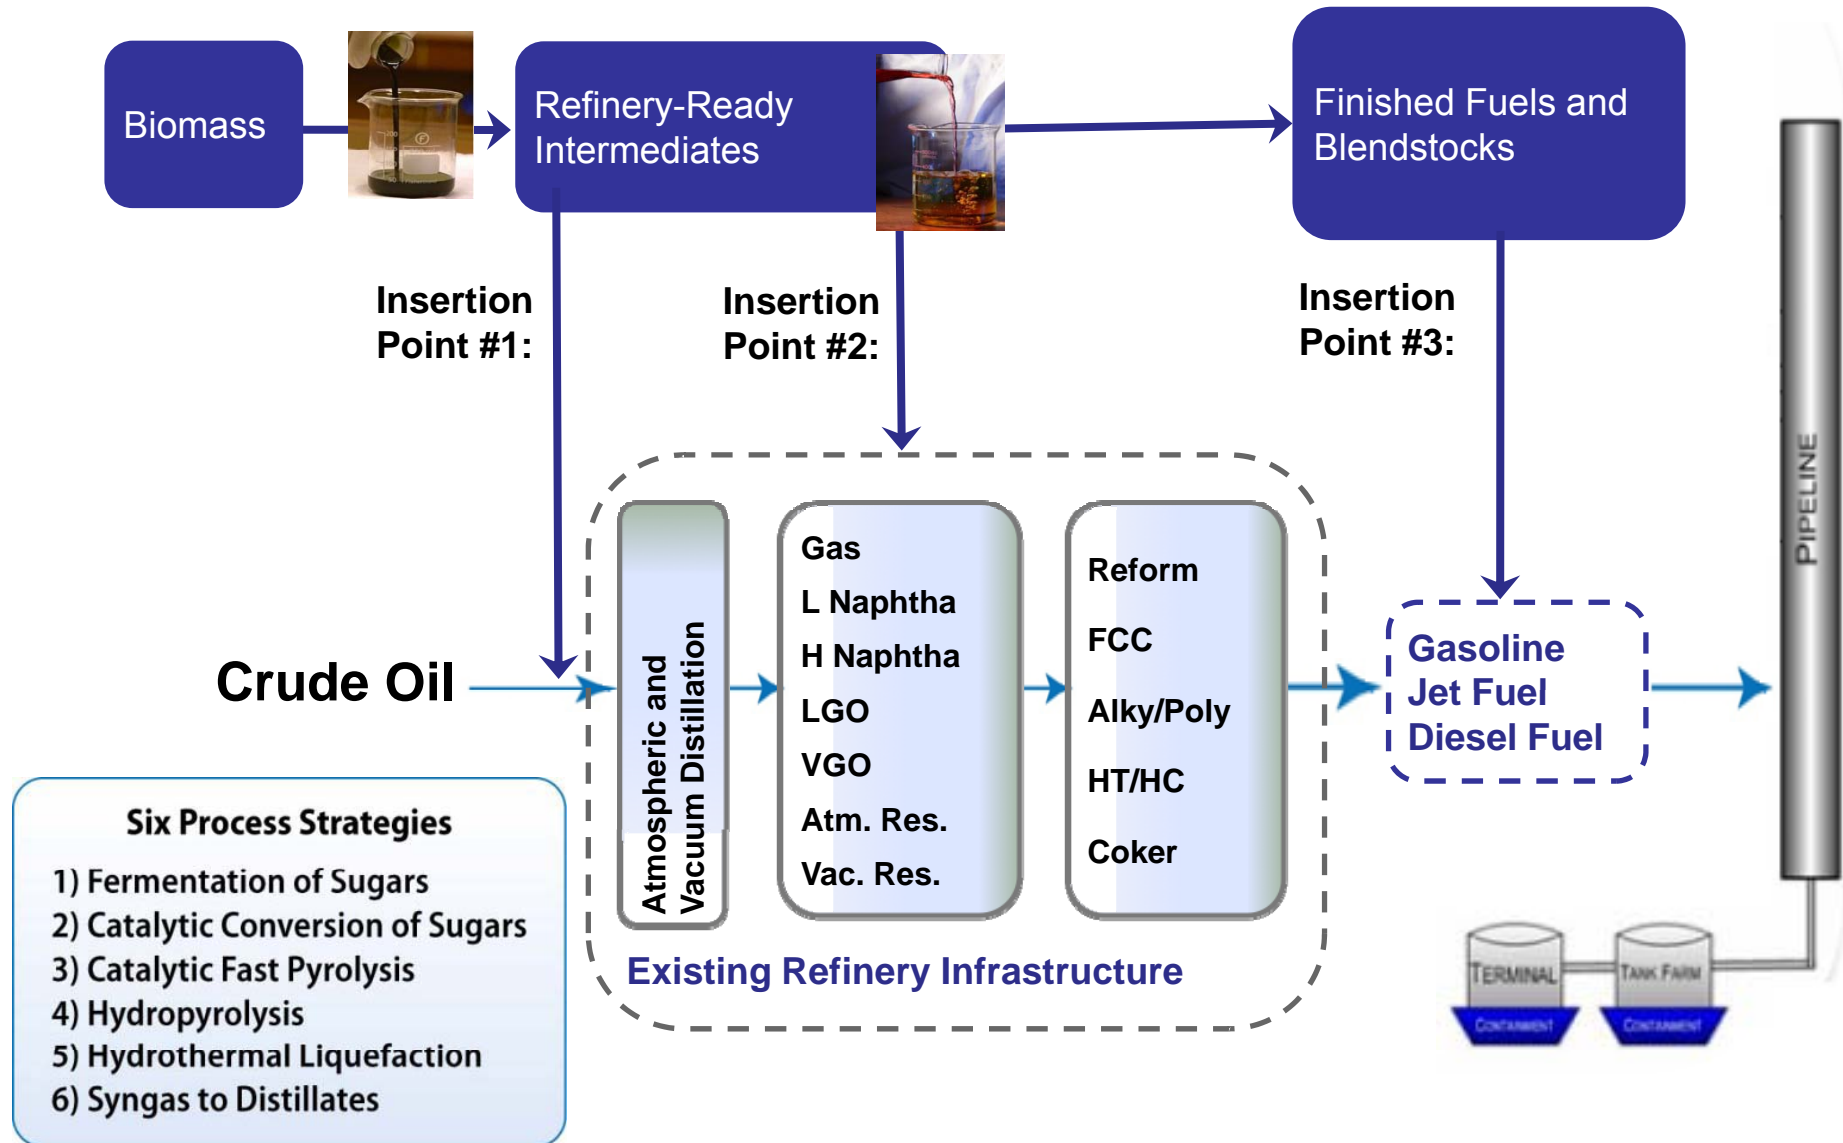 Biomass
Refinery-Ready
Intermediates
Finished Fuels and
Blendstocks
Insertion
Point #1:
Insertion
Point #2:
Insertion
Point #3:
Crude Oil
Atmospheric and
Vacuum Distillation
Gas
L Naphtha
H Naphtha
LGO
VGO
Atm. Res.
Vac. Res.
Reform
FCC
Alky/Poly
HT/HC
Coker
Existing Refinery Infrastructure
Gasoline
Jet Fuel
Diesel Fuel
PIPELINE
TERMINAL
CONTAINMENT
TANK FARM
CONTAINMENT
Six Process Strategies
1) Fermentation of Sugars
2) Catalytic Conversion of Sugars
3) Catalytic Fast Pyrolysis
4) Hydropyrolysis
5) Hydrothermal Liquefaction
6) Syngas to Distillates